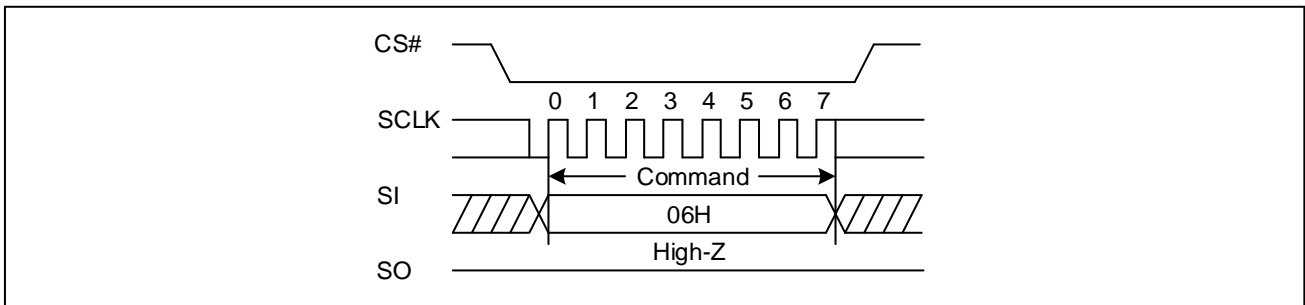 CS#
0 1 2 3 4 5 6 7
SCLK
Command
SI
06H
High-Z
SO